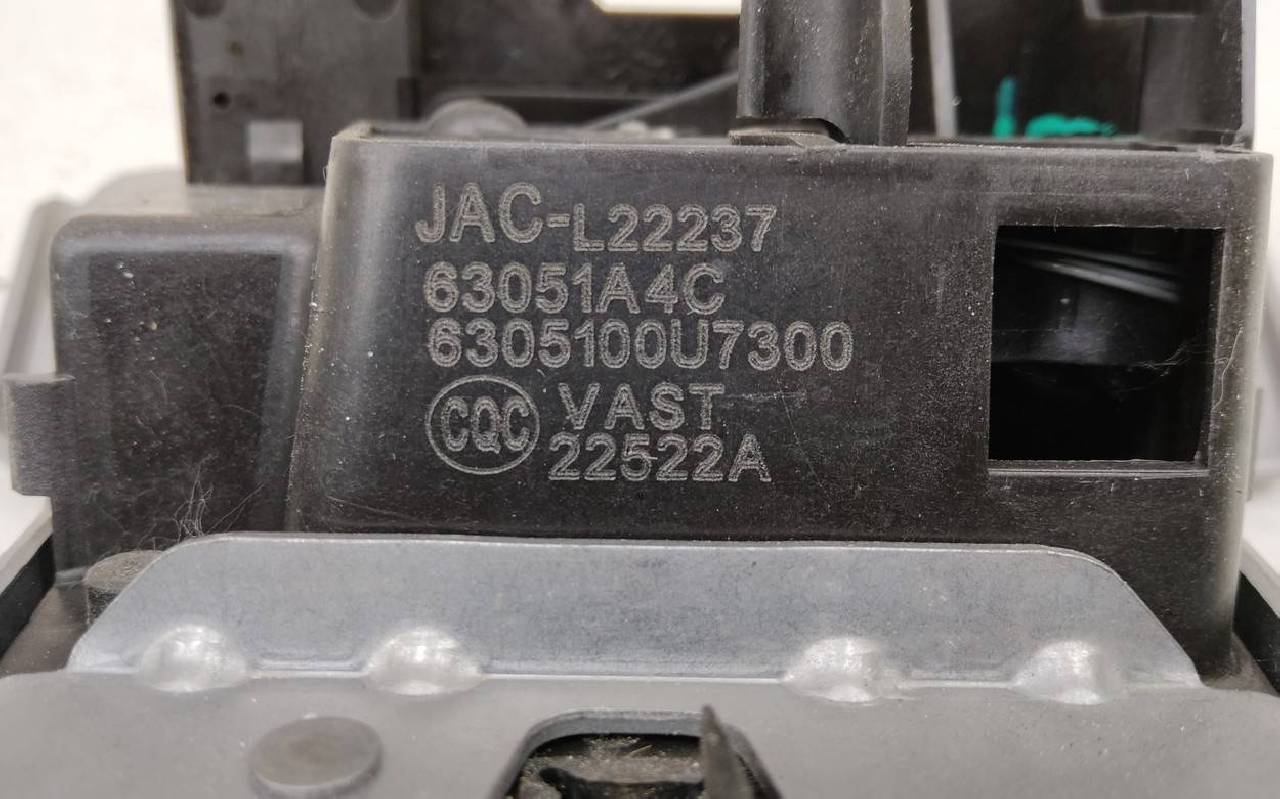 JAC-L22237
63051A4C
6305100U7300
CQC VAST
22522A